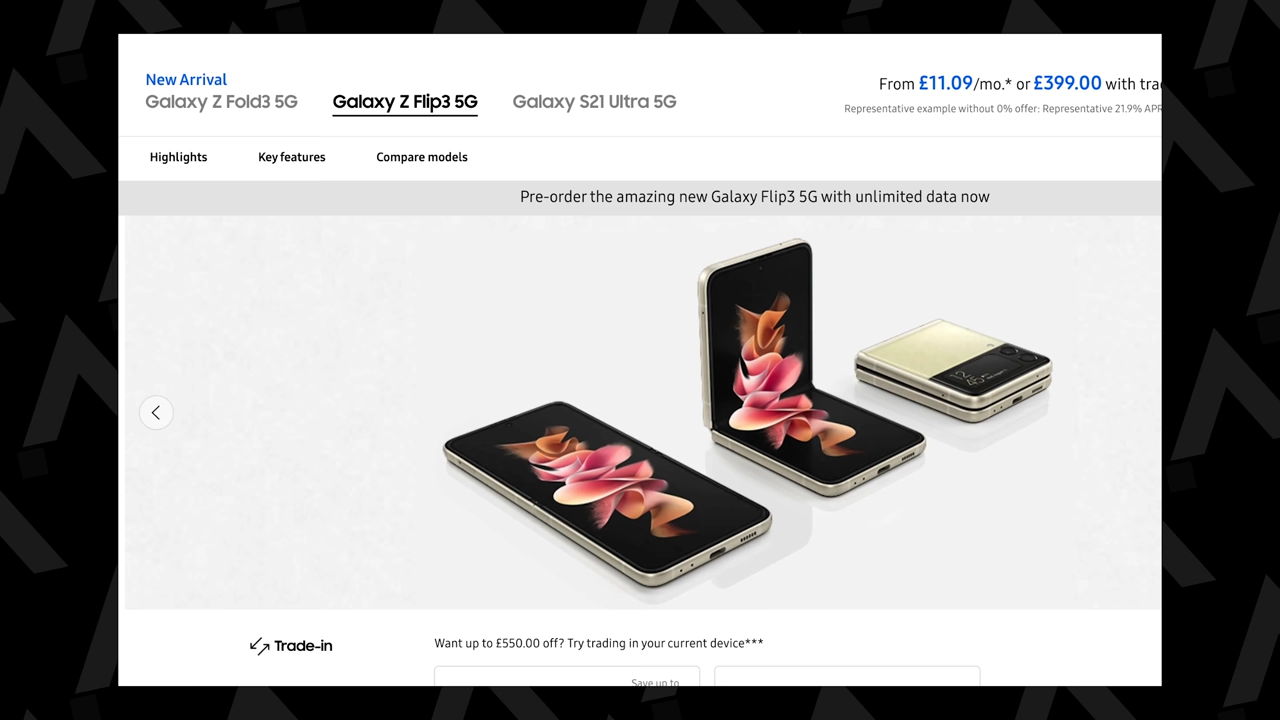 New Arrival
Galaxy Z Fold3 5G
Galaxy Z Flip3 5G
Galaxy S21 Ultra 5G
From £11.09/mo.* or £399.00 with
Representative example without 0% offer: Representative 21.9% APR
Highlights
Key features
Compare models
Pre-order the amazing new Galaxy Flip3 5G with unlimited data now
12
45
Trade-in
Want up to £550.00 off? Try trading in your current device***
Save up to